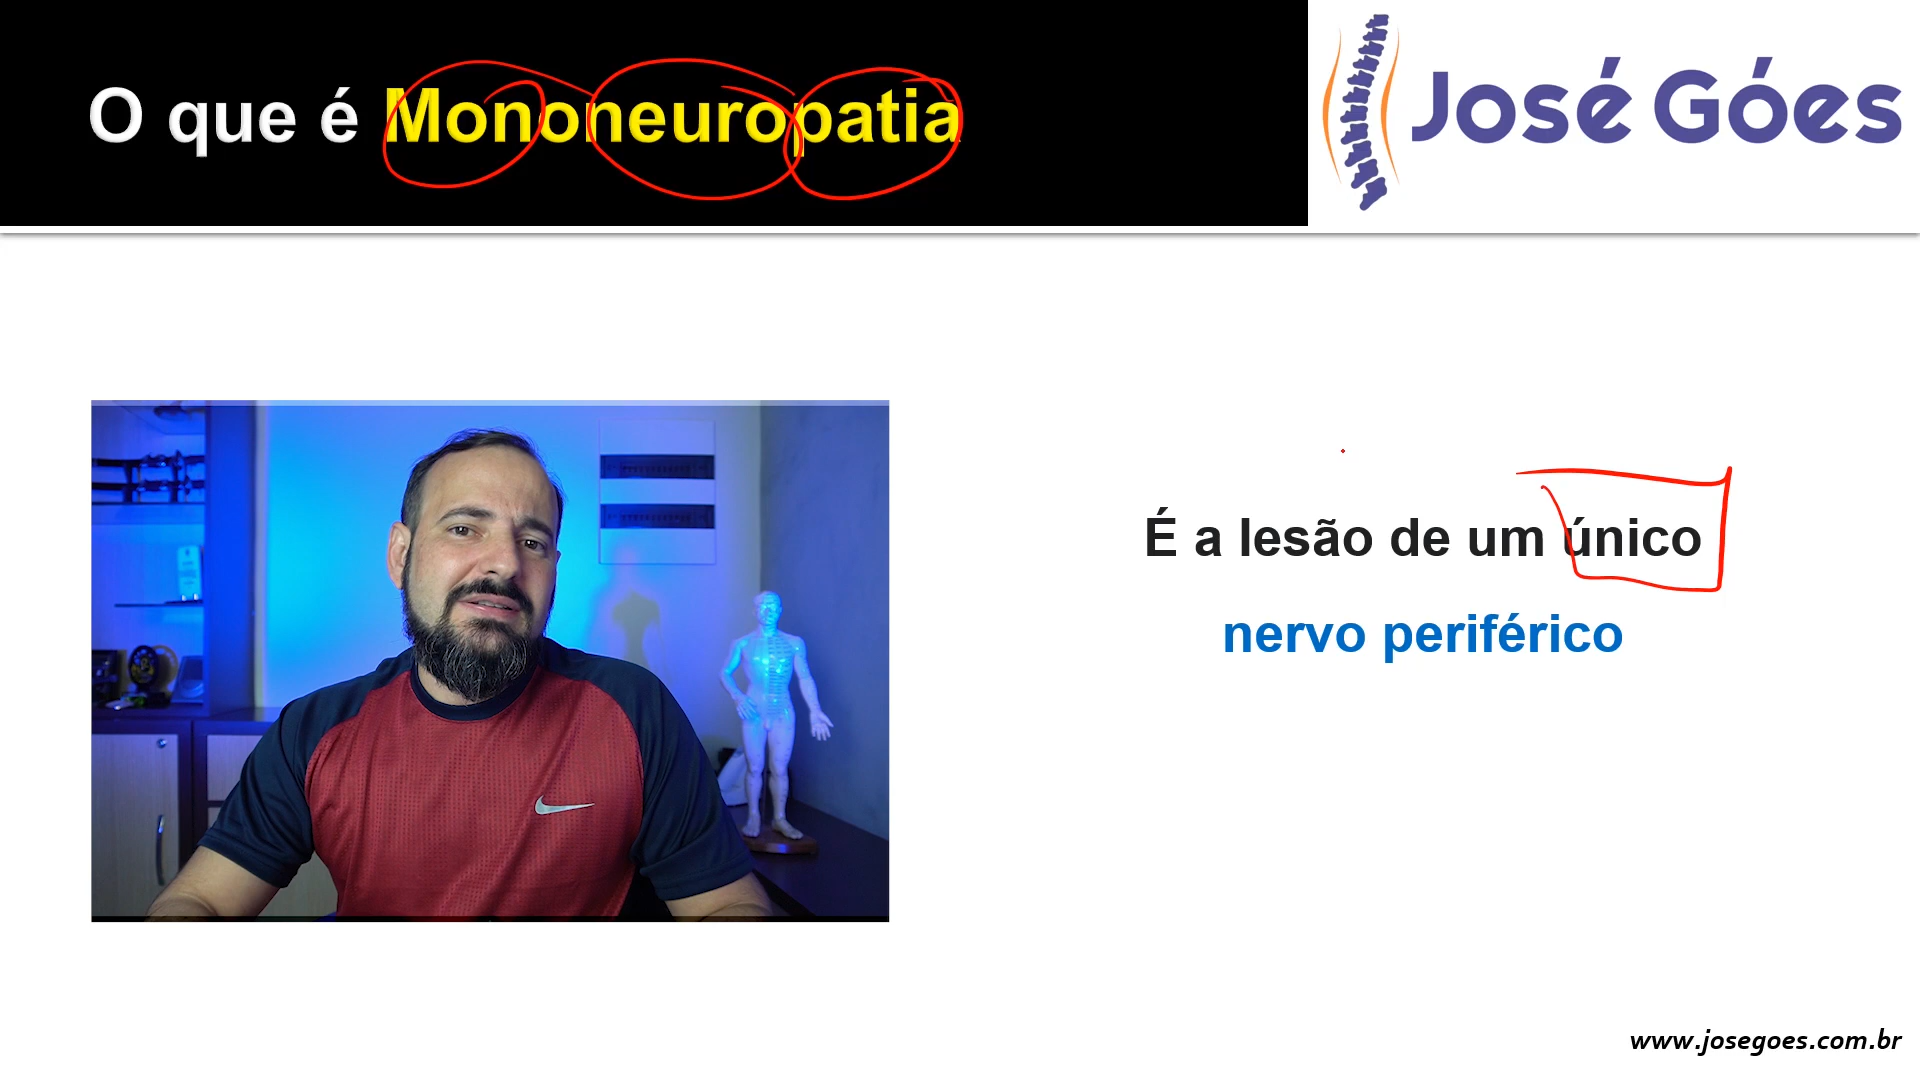 O que é Mononeuropatia
José Góes
É a lesão de um único
nervo periférico
www.josegoes.com.br